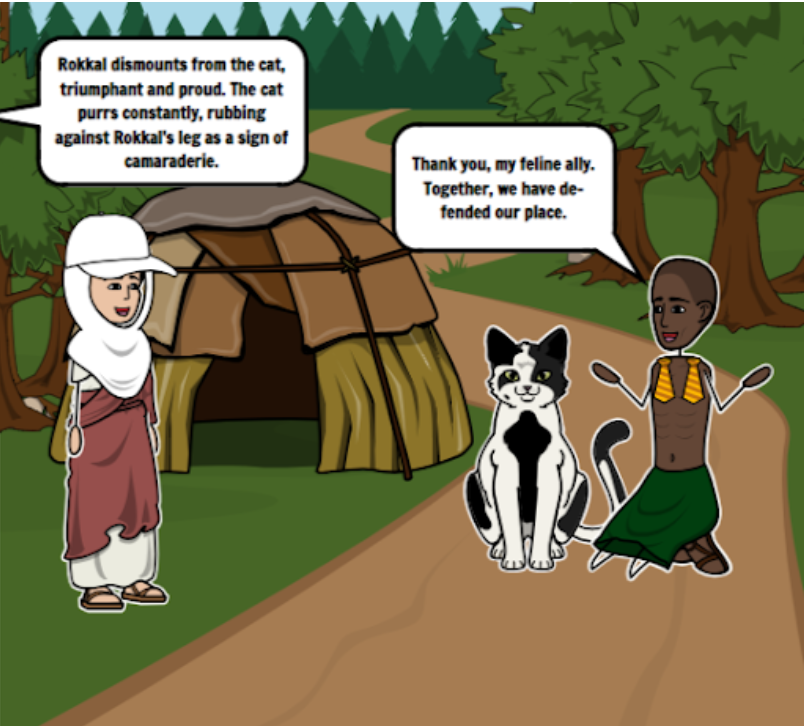 Rokkal dismounts from the cat,
triumphant and proud. The cat
purrs constantly, rubbing
against Rokkal's leg as a sign of
camaraderie.
Thank you, my feline ally.
Together, we have de-
fended our place.